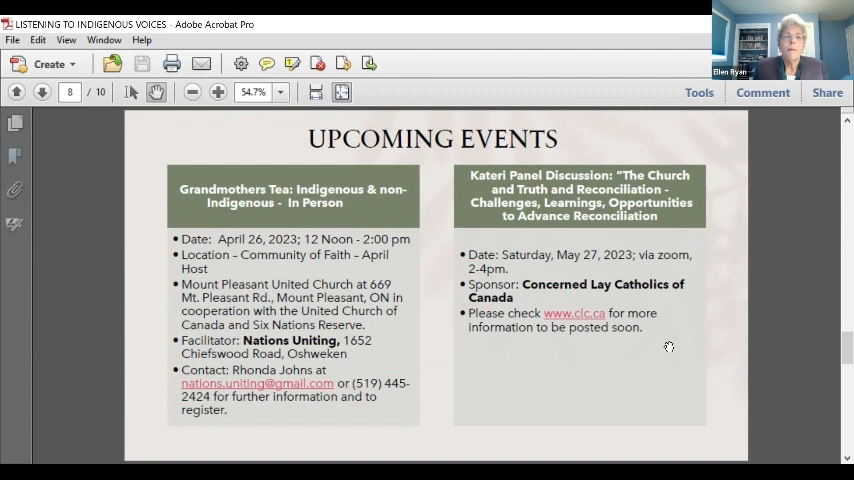 LISTENING TO INDIGENOUS VOICES - Adobe Acrobat Pro
File Edit View Window Help
Create
8 / 10
54.7%
Tools Comment Share
Ellen Ryan
UPCOMING EVENTS
Grandmothers Tea: Indigenous & non-
Indigenous - In Person
• Date: April 26, 2023; 12 Noon - 2:00 pm
• Location – Community of Faith – April
Host
• Mount Pleasant United Church at 669
Mt. Pleasant Rd., Mount Pleasant, ON in
cooperation with the United Church of
Canada and Six Nations Reserve.
• Facilitator: Nations Uniting, 1652
Chiefswood Road, Oshweken
• Contact: Rhonda Johns at
nations.uniting@gmail.com or (519) 445-
2424 for further information and to
register.
Kateri Panel Discussion: “The Church
and Truth and Reconciliation -
Challenges, Learnings, Opportunities
to Advance Reconciliation
• Date: Saturday, May 27, 2023; via zoom,
2-4pm.
• Sponsor: Concerned Lay Catholics of
Canada
• Please check www.clc.ca for more
information to be posted soon.